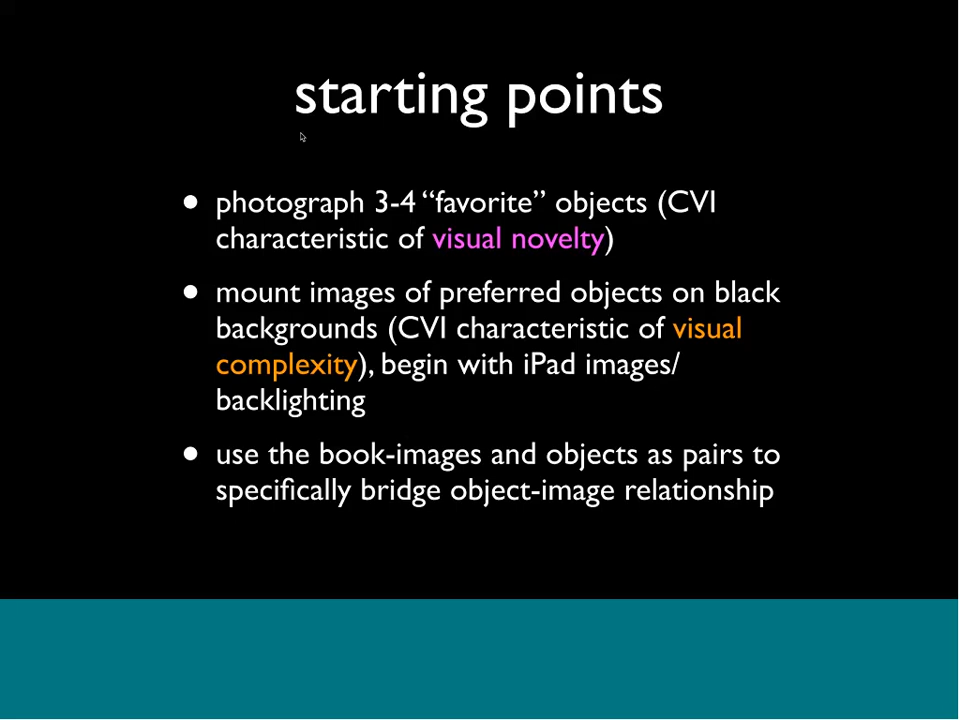 starting points
• photograph 3-4 “favorite” objects (CVI
characteristic of visual novelty)
• mount images of preferred objects on black
backgrounds (CVI characteristic of visual
complexity), begin with iPad images/
backlighting
• use the book-images and objects as pairs to
specifically bridge object-image relationship